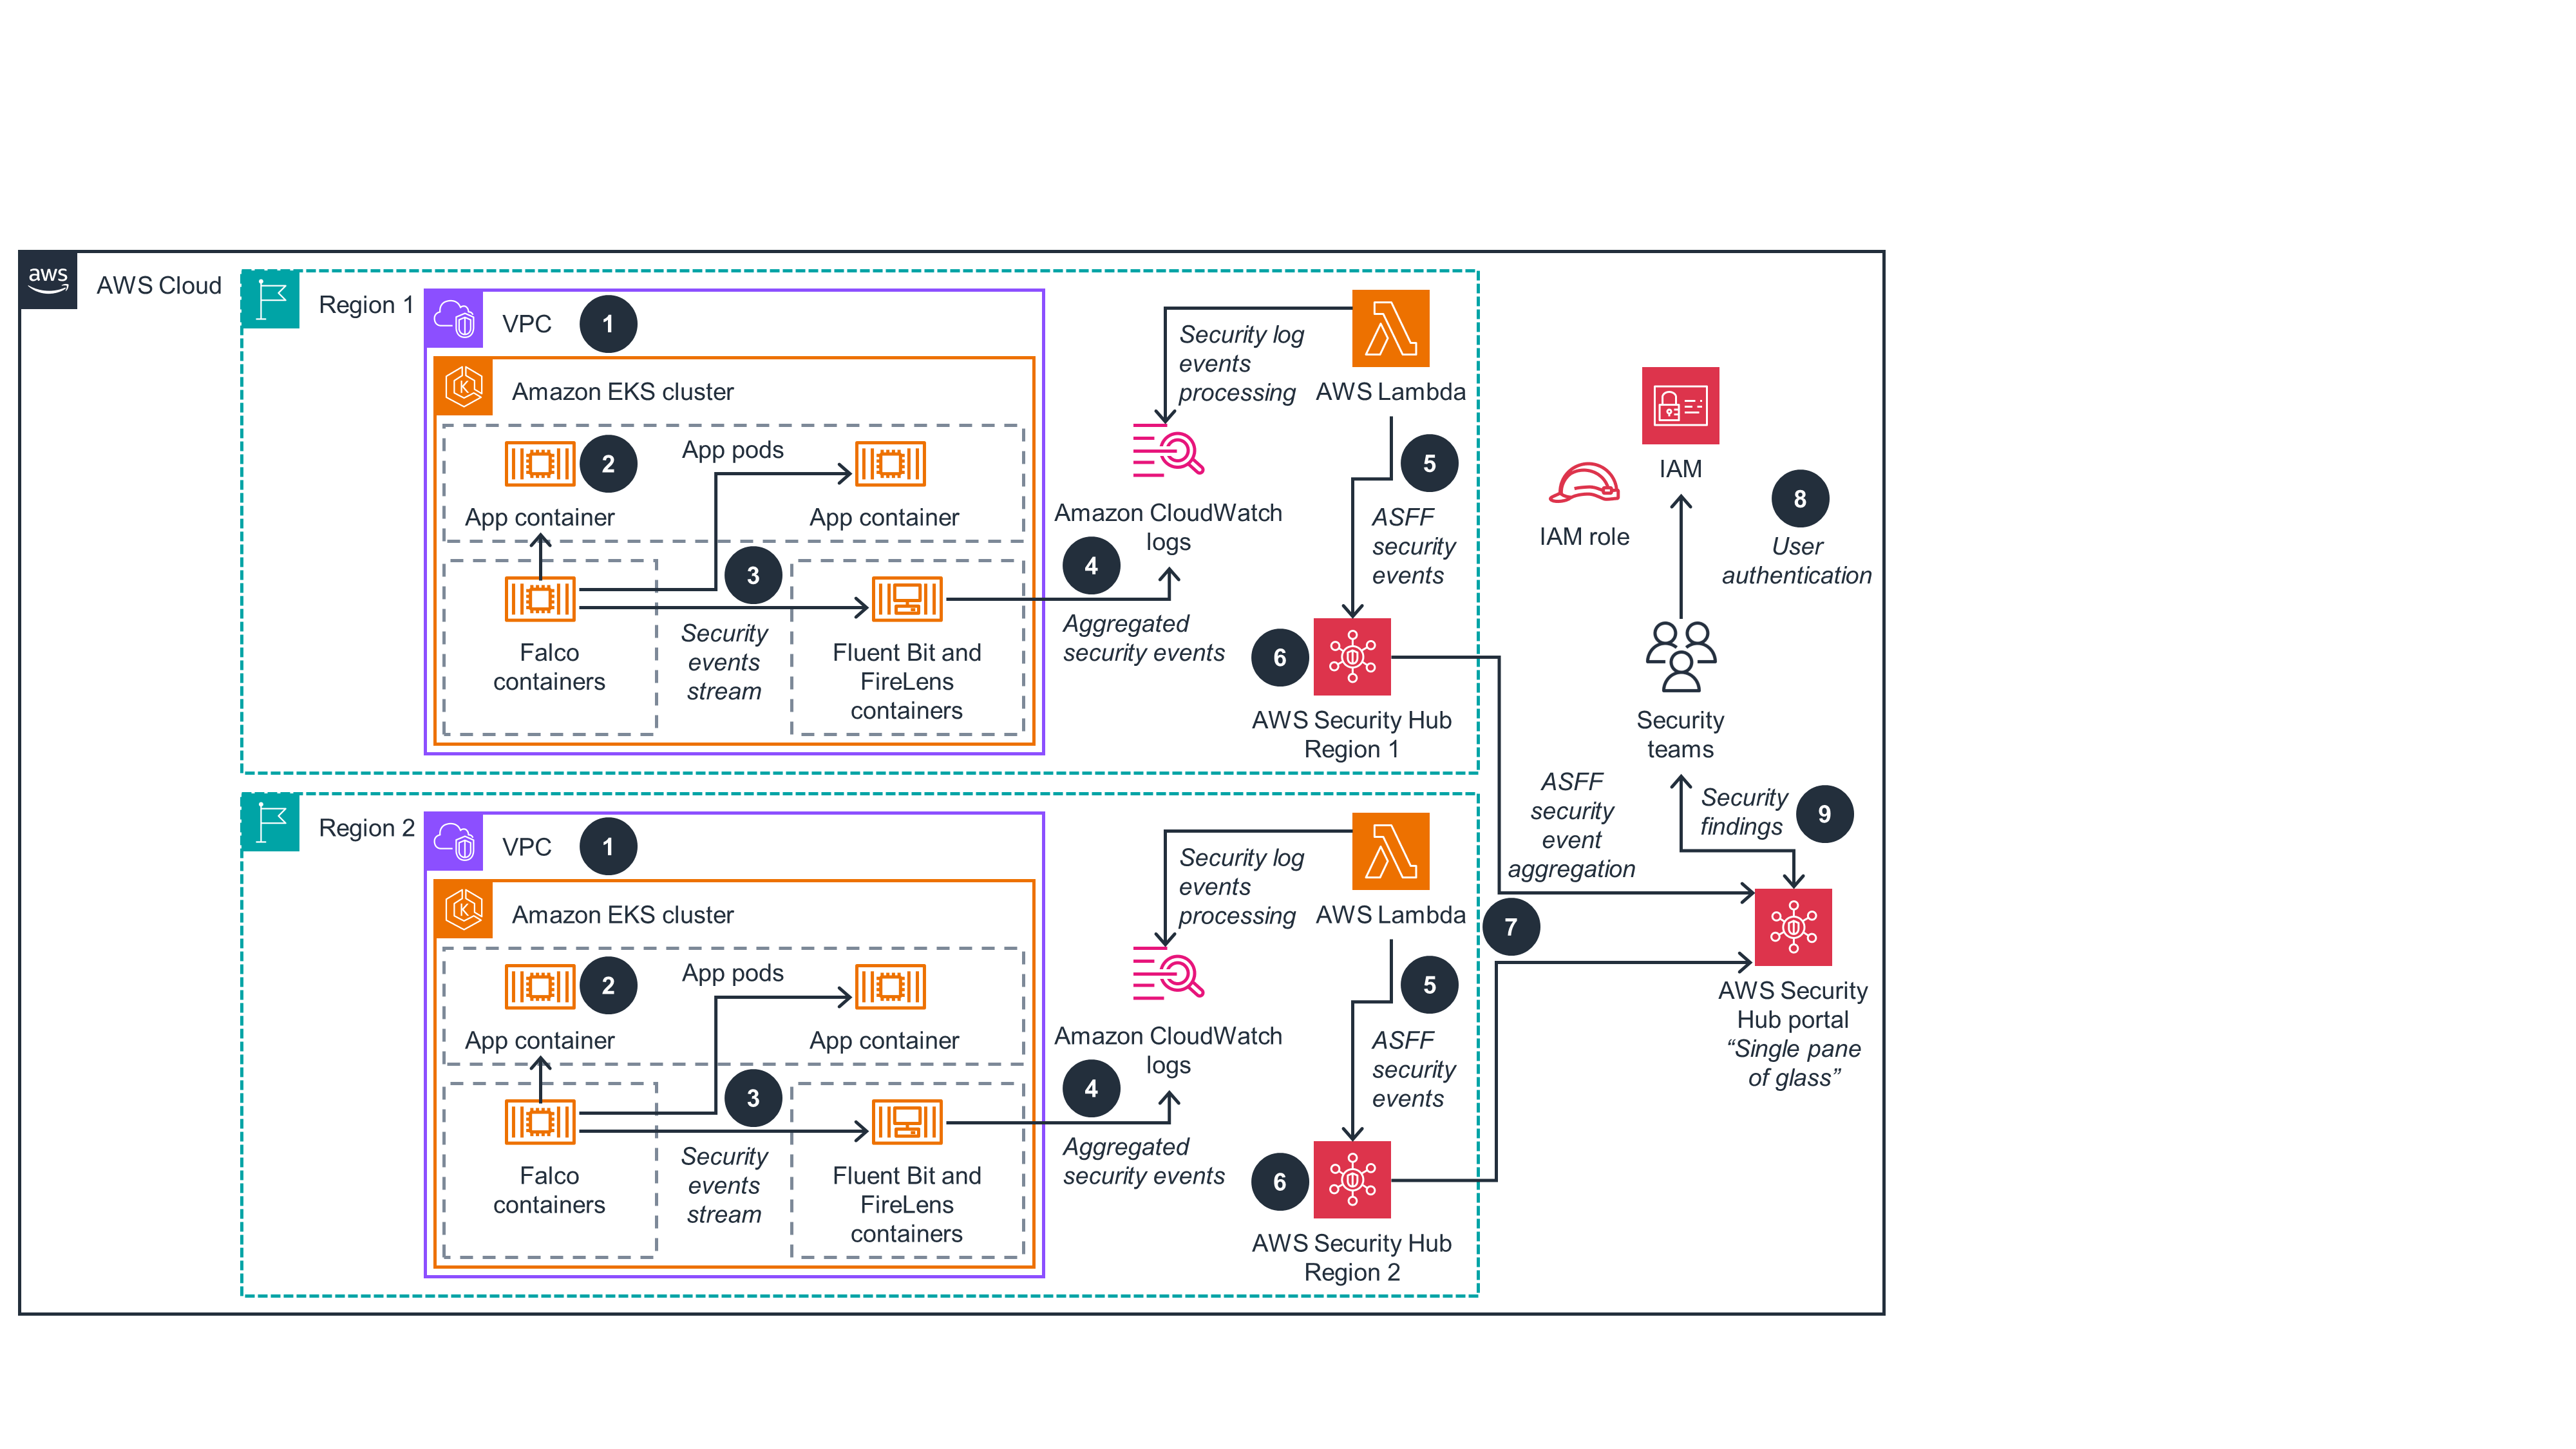 aws
AWS Cloud
Region 1
VPC
1
Amazon EKS cluster
2
App pods
App container
App container
3
Falco
containers
Security
events
stream
Fluent Bit and
FireLens
containers
4
Aggregated
security events
Amazon CloudWatch
logs
Security log
events
processing
AWS Lambda
5
ASFF
security
events
6
AWS Security Hub
Region 1
Region 2
VPC
1
Amazon EKS cluster
2
App pods
App container
App container
3
Falco
containers
Security
events
stream
Fluent Bit and
FireLens
containers
4
Aggregated
security events
Amazon CloudWatch
logs
Security log
events
processing
AWS Lambda
5
ASFF
security
events
6
AWS Security Hub
Region 2
7
ASFF
security
event
aggregation
IAM
IAM role
8
User
authentication
Security
teams
Security
findings
9
AWS Security
Hub portal
“Single pane
of glass”